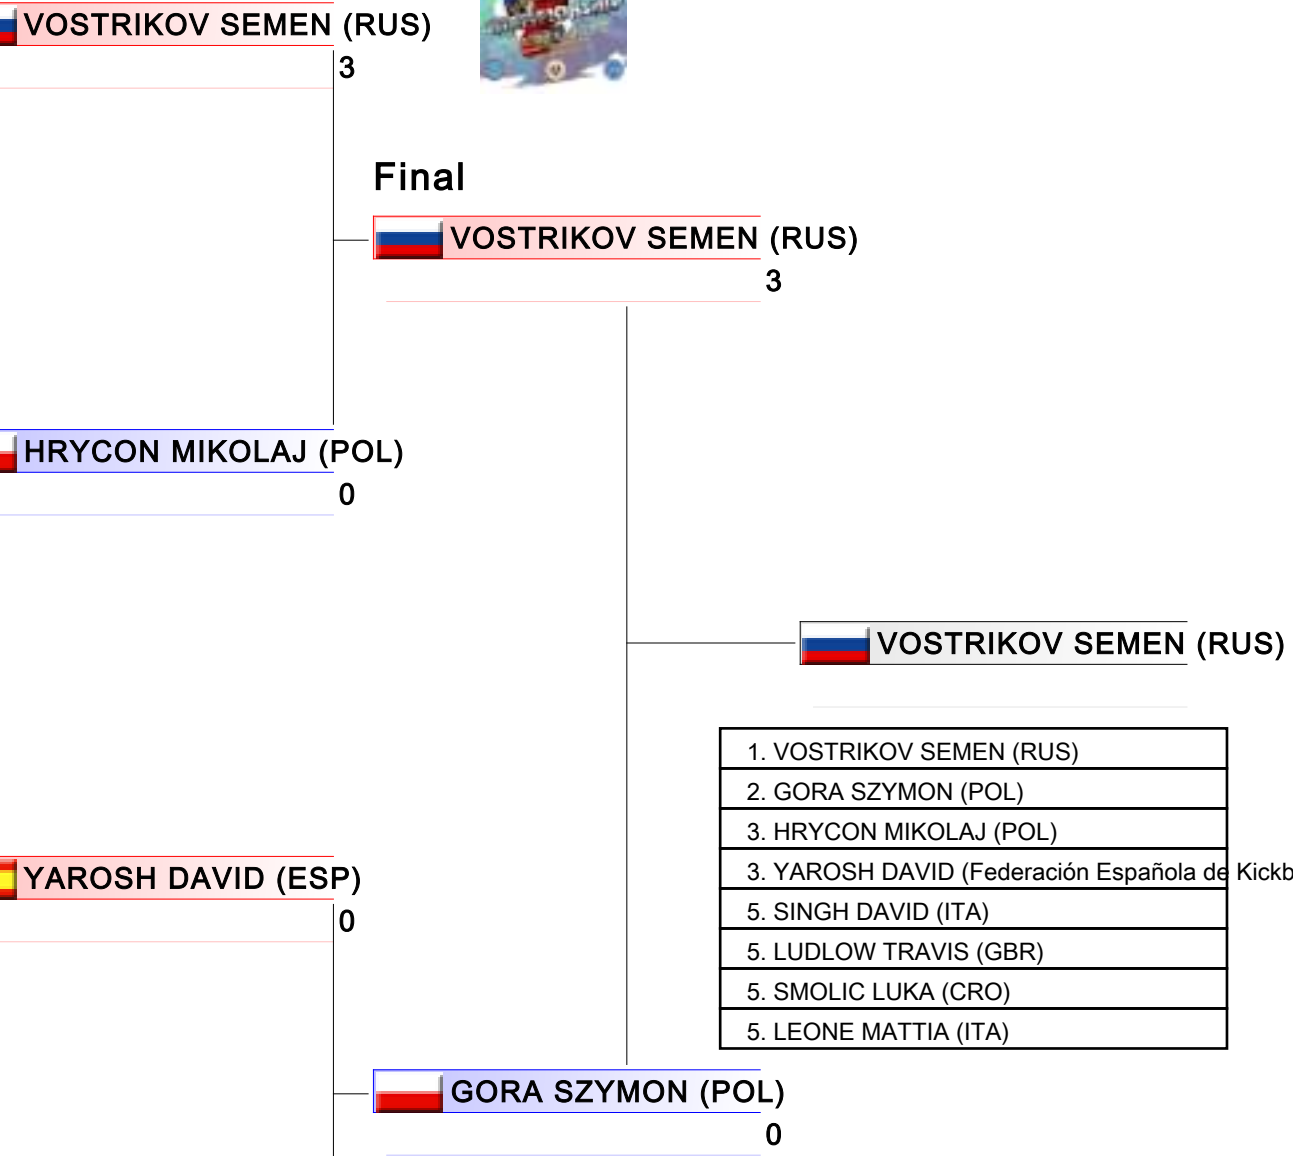 VOSTRIKOV SEMEN (RUS)
3
Final
VOSTRIKOV SEMEN (RUS)
3
HRYCON MIKOLAJ (POL)
0
VOSTRIKOV SEMEN (RUS)
1. VOSTRIKOV SEMEN (RUS)
2. GORA SZYMON (POL)
3. HRYCON MIKOLAJ (POL)
3. YAROSH DAVID (Federación Española de Kickb
5. SINGH DAVID (ITA)
5. LUDLOW TRAVIS (GBR)
5. SMOLIC LUKA (CRO)
5. LEONE MATTIA (ITA)
YAROSH DAVID (ESP)
0
GORA SZYMON (POL)
0